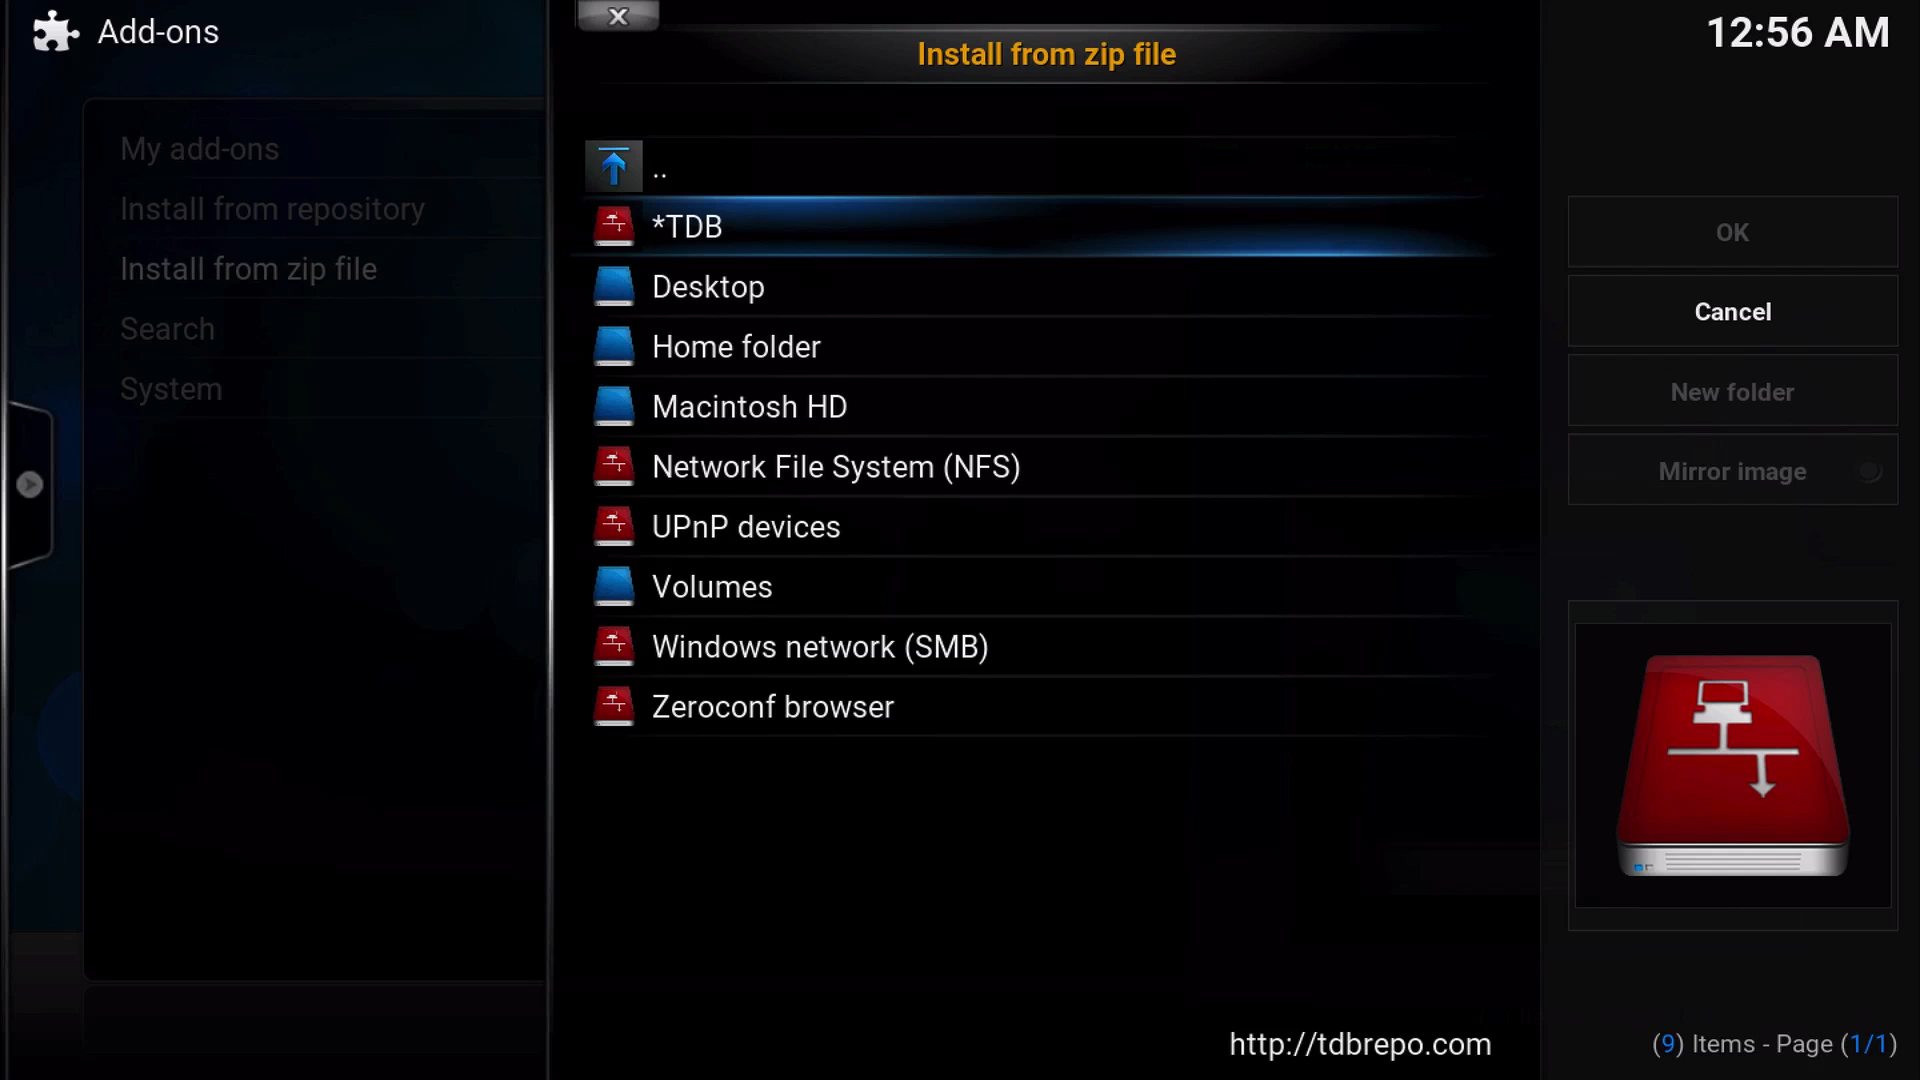 Add-ons
My add-ons
Install from repository
Install from zip file
Search
System
X
Install from zip file
..
*TDB
Desktop
Home folder
Macintosh HD
Network File System (NFS)
UPnP devices
Volumes
Windows network (SMB)
Zeroconf browser
http://tdbrepo.com
12:56 AM
OK
Cancel
New folder
Mirror image
(9) Items - Page (1/1)